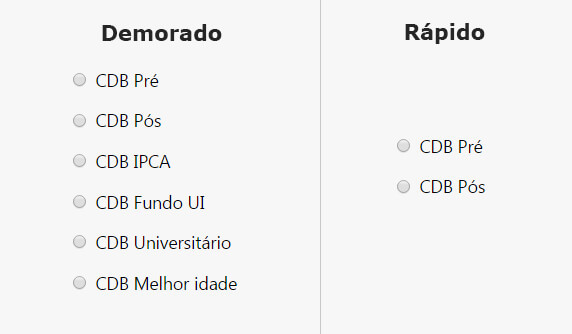 Demorado
CDB Pré
CDB Pós
CDB IPCA
CDB Fundo UI
CDB Universitário
CDB Melhor idade
Rápido
CDB Pré
CDB Pós